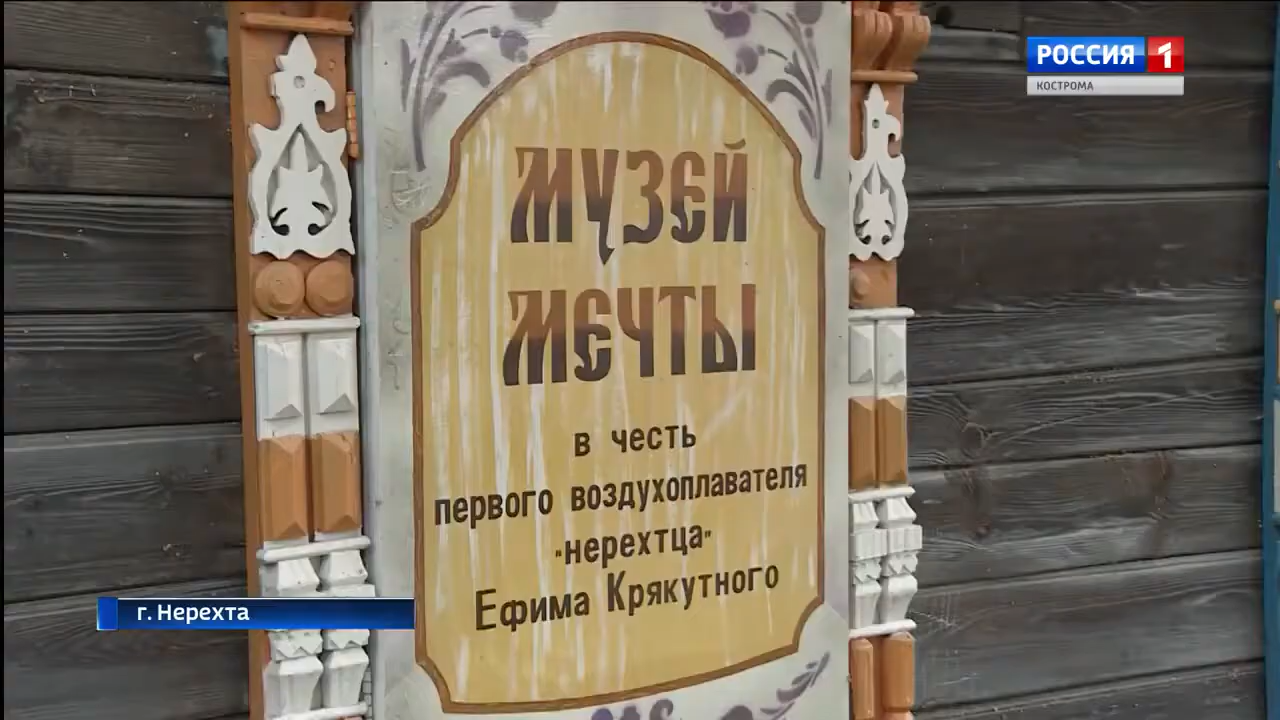 РОССИЯ 1
КОСТРОМА
МУЗЕЙ
МЕЧТЫ
в честь
первого воздухоплавателя
"нерехтца"
Ефима Крякутного
г. Нерехта